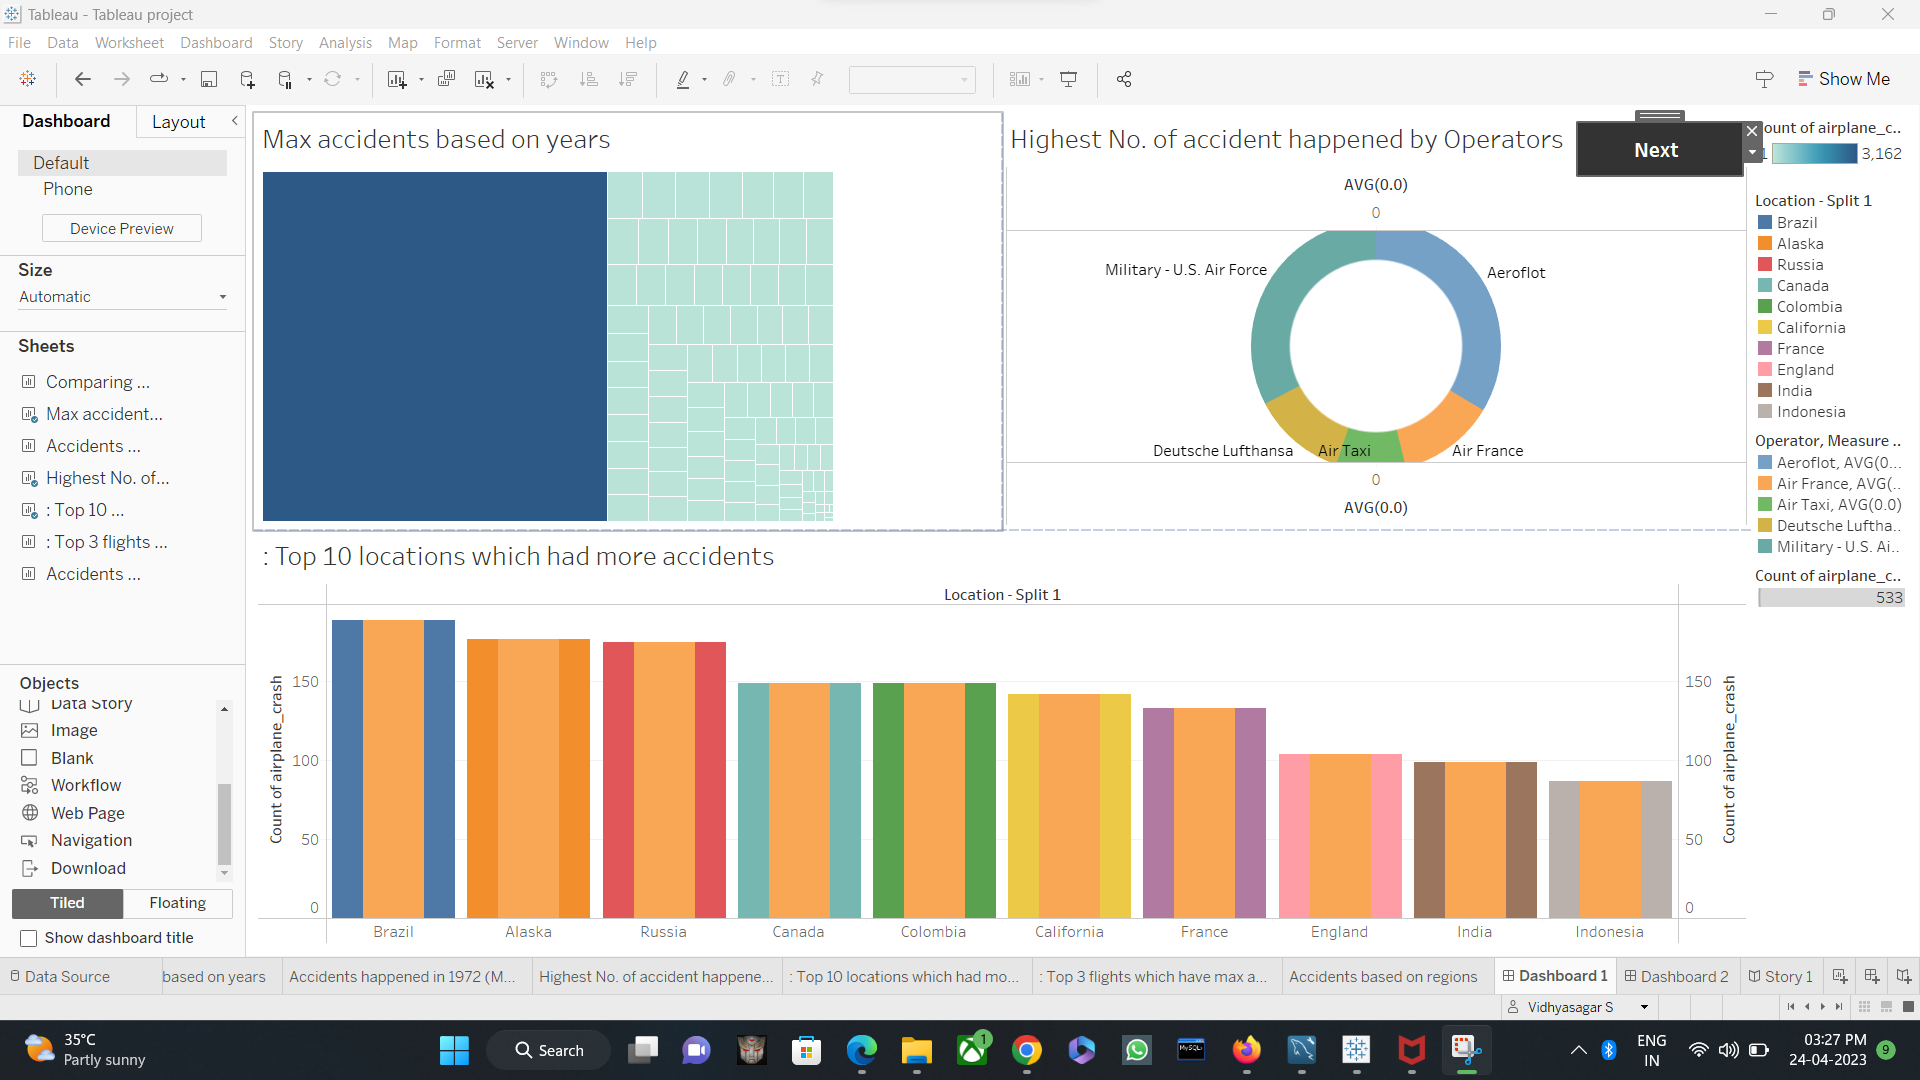 Tableau - Tableau project
File Data Worksheet Dashboard Story Analysis Map Format Server Window Help
Show Me
Dashboard
Layout
Default
Phone
Device Preview
Size
Automatic
Sheets
Comparing ...
Max accident...
Accidents ...
Highest No. of...
: Top 10 ...
: Top 3 flights ...
Accidents ...
Objects
Data Story
Image
Blank
Workflow
Web Page
Navigation
Download
Tiled
Floating
Show dashboard title
Max accidents based on years
Highest No. of accident happened by Operators
Next
AVG(0.0)
0
Military - U.S. Air Force
Aeroflot
Deutsche Lufthansa
Air Taxi
Air France
0
AVG(0.0)
ount of airplane_c..
1
3,162
Location - Split 1
Brazil
Alaska
Russia
Canada
Colombia
California
France
England
India
Indonesia
Operator, Measure ..
Aeroflot, AVG(0...
Air France, AVG(..
Air Taxi, AVG(0.0)
Deutsche Luftha..
Military - U.S. Ai..
Count of airplane_c..
533
: Top 10 locations which had more accidents
Location - Split 1
Count of airplane_crash
150
100
50
0
150
100
50
0
Count of airplane_crash
Brazil Alaska Russia Canada Colombia California France England India Indonesia
Data Source
based on years
Accidents happened in 1972 (M...
Highest No. of accident happene...
: Top 10 locations which had mo...
: Top 3 flights which have max a...
Accidents based on regions
Dashboard 1
Dashboard 2
Story 1
Vidhyasagar S
35°C
Partly sunny
Search
1
MySQL
ENG
IN
03:27 PM
24-04-2023
9